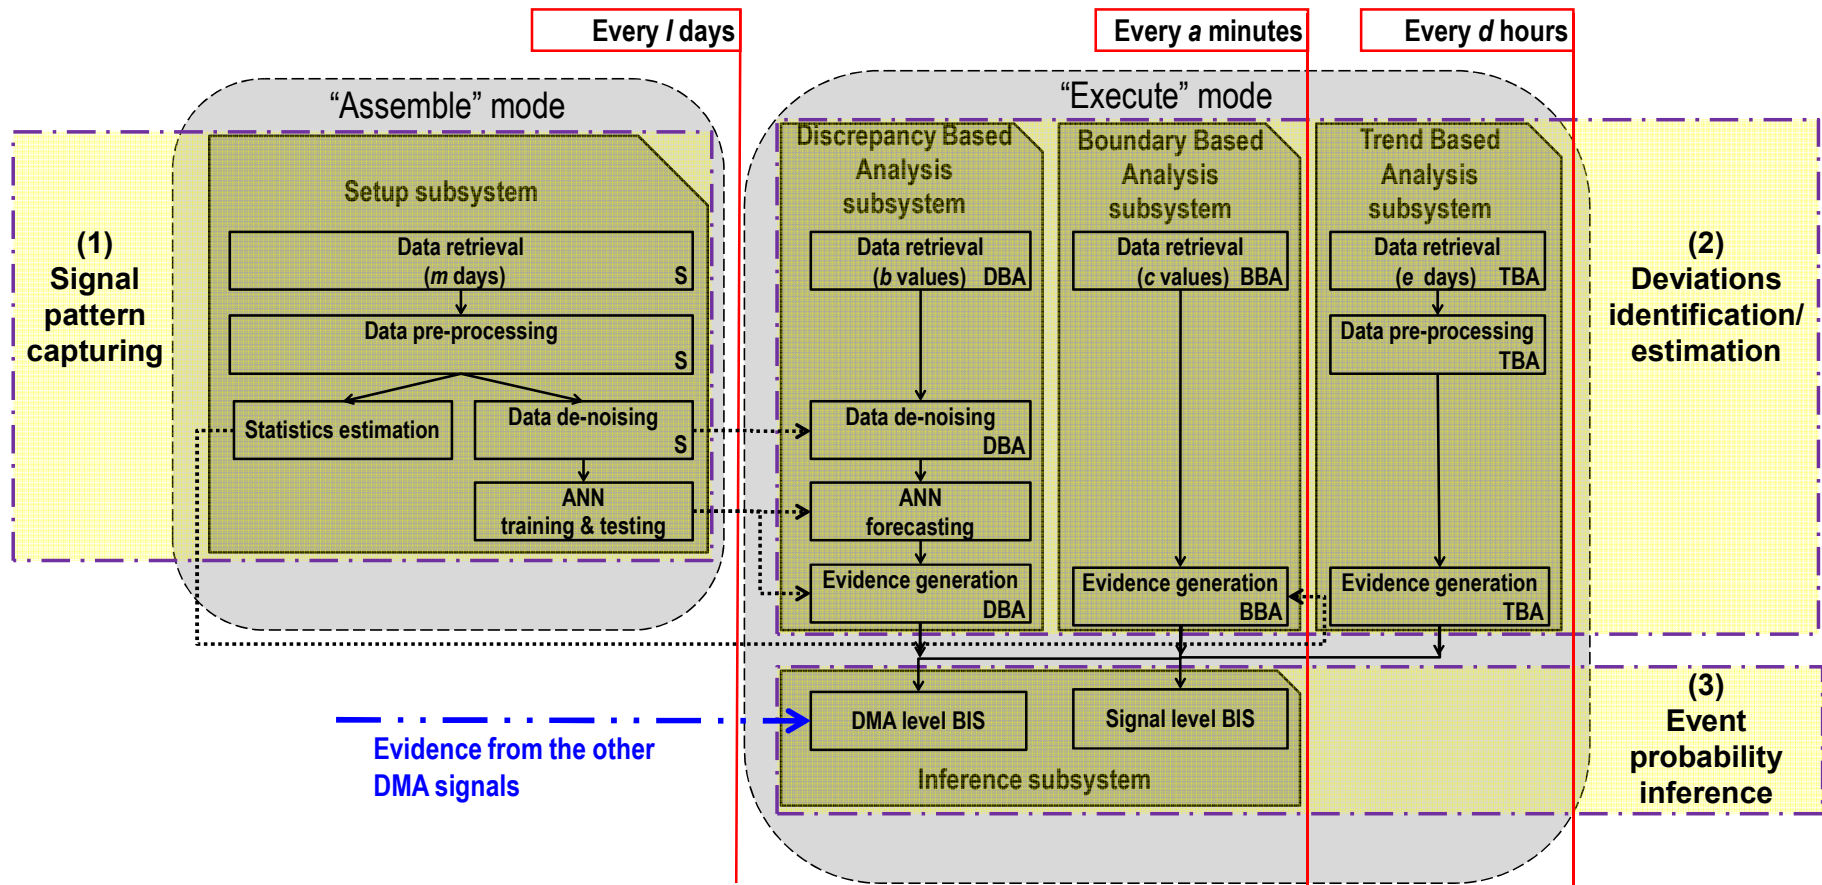 Every l days
Every a minutes
Every d hours
“Assemble” mode
“Execute” mode
(1)
Signal
pattern
capturing
Setup subsystem
Data retrieval
(m days)
S
Data pre-processing
S
Statistics estimation
Data de-noising
S
ANN
training & testing
Discrepancy Based
Analysis
subsystem
Data retrieval
(b values) DBA
Data de-noising
DBA
ANN
forecasting
Evidence generation
DBA
Boundary Based
Analysis
subsystem
Data retrieval
(c values) BBA
Evidence generation
BBA
Trend Based
Analysis
subsystem
Data retrieval
(e days) TBA
Data pre-processing
TBA
Evidence generation
TBA
(2)
Deviations
identification/
estimation
Evidence from the other
DMA signals
DMA level BIS
Signal level BIS
Inference subsystem
(3)
Event
probability
inference